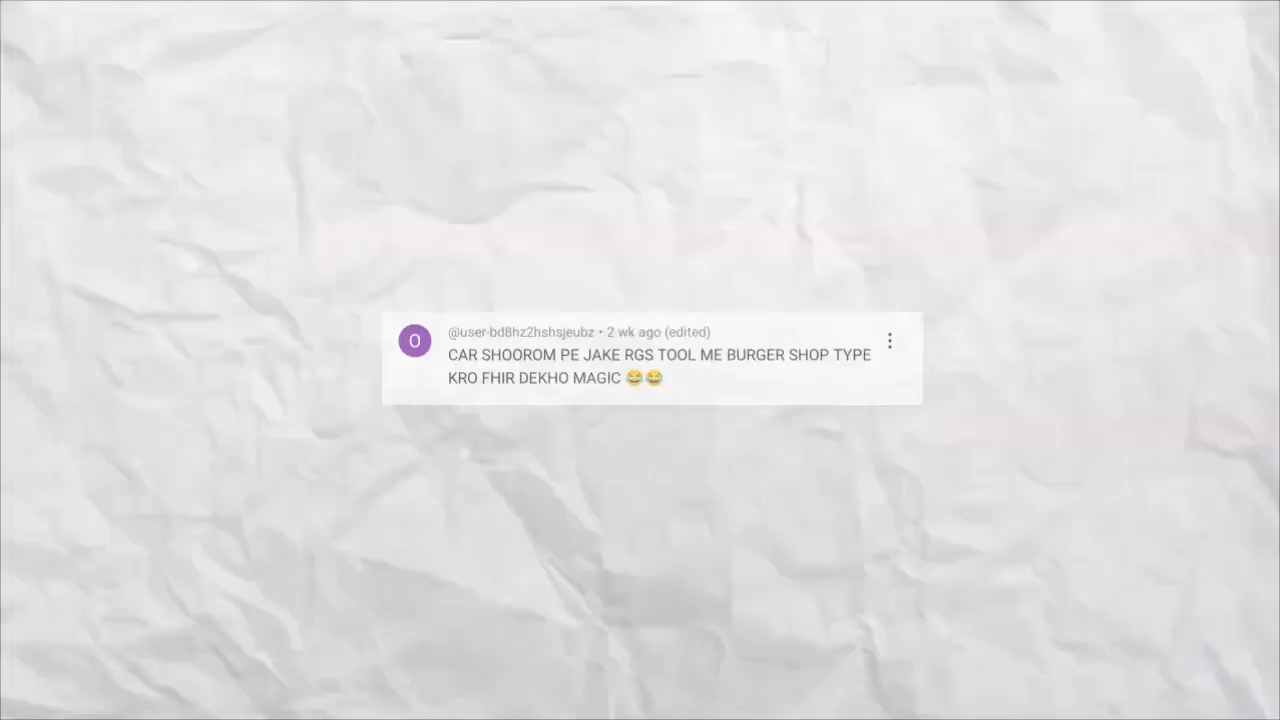 O
@user-bd8hz2hshsjeubz • 2 wk ago (edited)
CAR SHOOROM PE JAKE RGS TOOL ME BURGER SHOP TYPE
KRO FHIR DEKHO MAGIC 😂😂